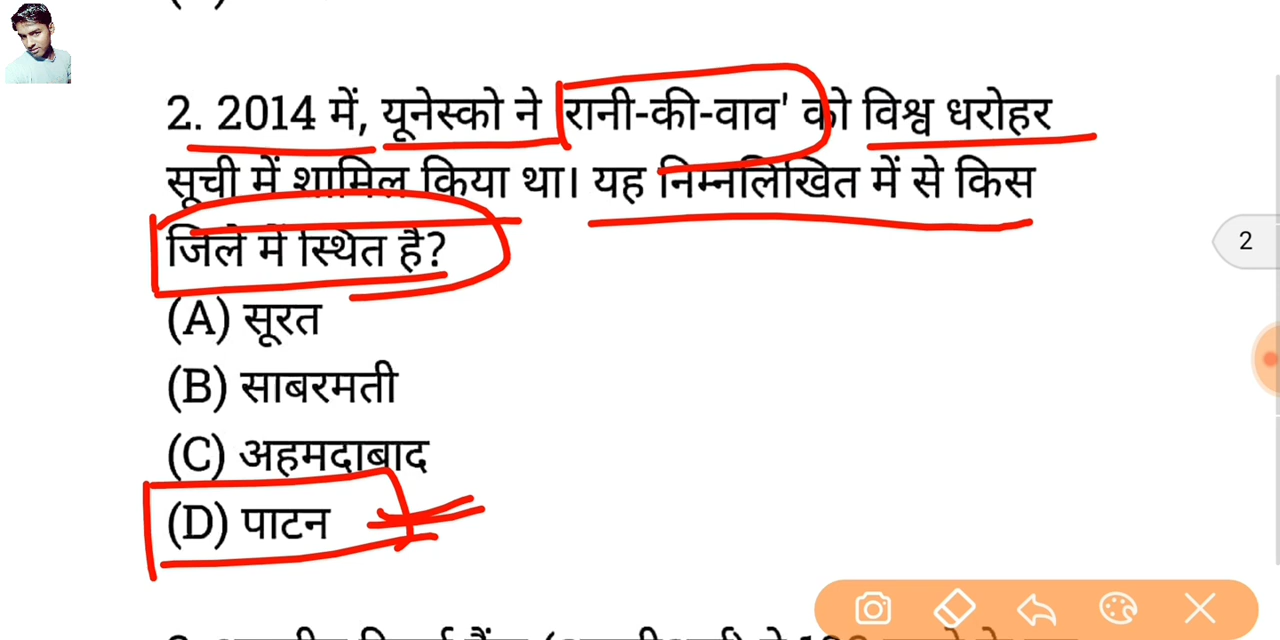 2. 2014 में, यूनेस्को ने 'रानी-की-वाव' को विश्व धरोहर
सूची में शामिल किया था। यह निम्नलिखित में से किस
जिले में स्थित है?
2
(A) सूरत
(B) साबरमती
(C) अहमदाबाद
(D) पाटन